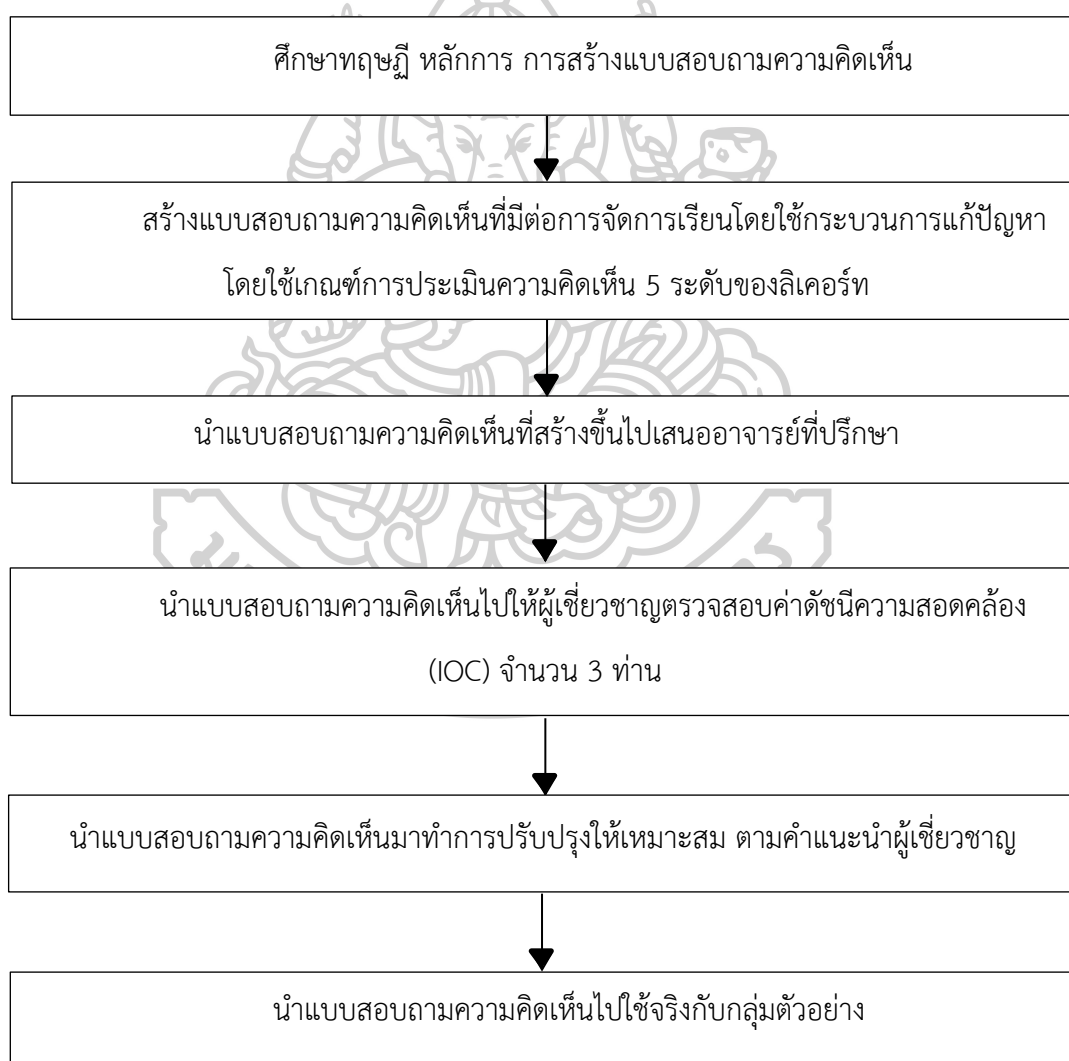 ศึกษาทฤษฏี หลักการ การสร้างแบบสอบถามความคิดเห็น
สร้างแบบสอบถามความคิดเห็นที่มีต่อการจัดการเรียนโดยใช้กระบวนการแก้ปัญหา
โดยใช้เกณฑ์การประเมินความคิดเห็น 5 ระดับของลิเคอร์ท
นำแบบสอบถามความคิดเห็นที่สร้างขึ้นไปเสนออาจารย์ที่ปรึกษา
นำแบบสอบถามความคิดเห็นไปให้ผู้เชี่ยวชาญตรวจสอบค่าดัชนีความสอดคล้อง
(IOC) จำนวน 3 ท่าน
นำแบบสอบถามความคิดเห็นมาทำการปรับปรุงให้เหมาะสม ตามคำแนะนำผู้เชี่ยวชาญ
นำแบบสอบถามความคิดเห็นไปใช้จริงกับกลุ่มตัวอย่าง